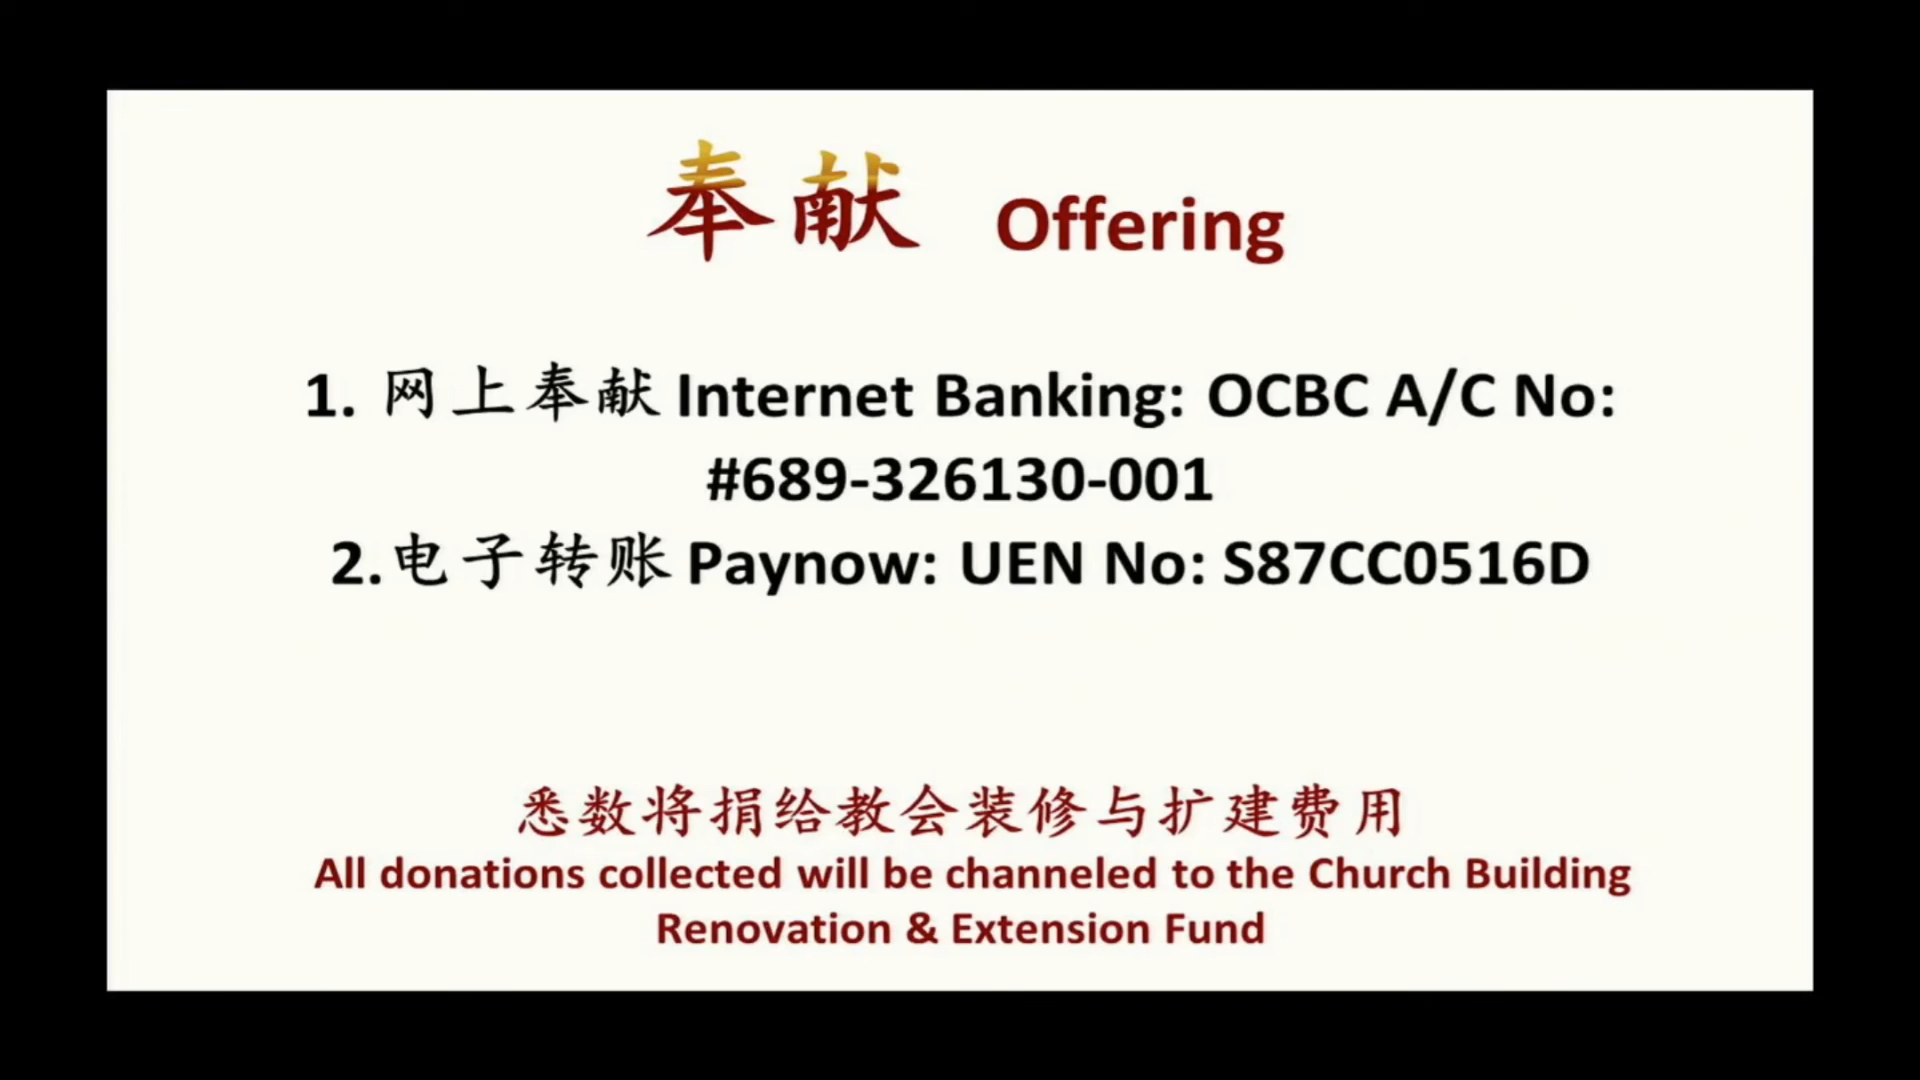 奉献 Offering
1. 网上奉献 Internet Banking: OCBC A/C No:
#689-326130-001
2.电子转账 Paynow: UEN No: S87CC0516D
悉数将捐给教会装修与扩建费用
All donations collected will be channeled to the Church Building
Renovation & Extension Fund